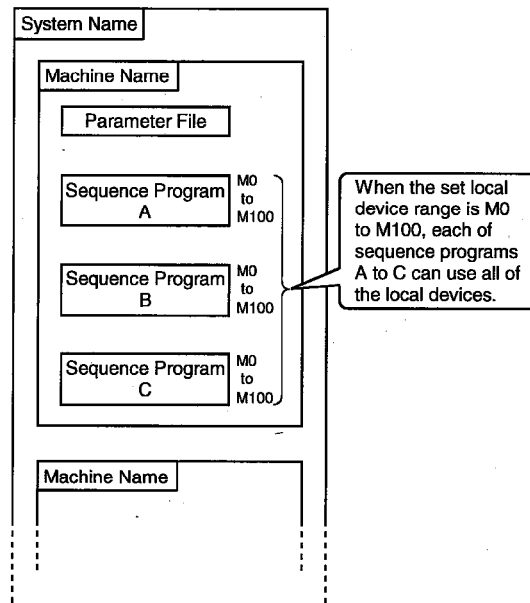 System Name
Machine Name
Parameter File
Sequence Program
A
M0
to
M100
Sequence Program
B
M0
to
M100
Sequence Program
C
M0
to
M100
When the set local
device range is M0
to M100, each of
sequence programs
A to C can use all of
the local devices.
Machine Name